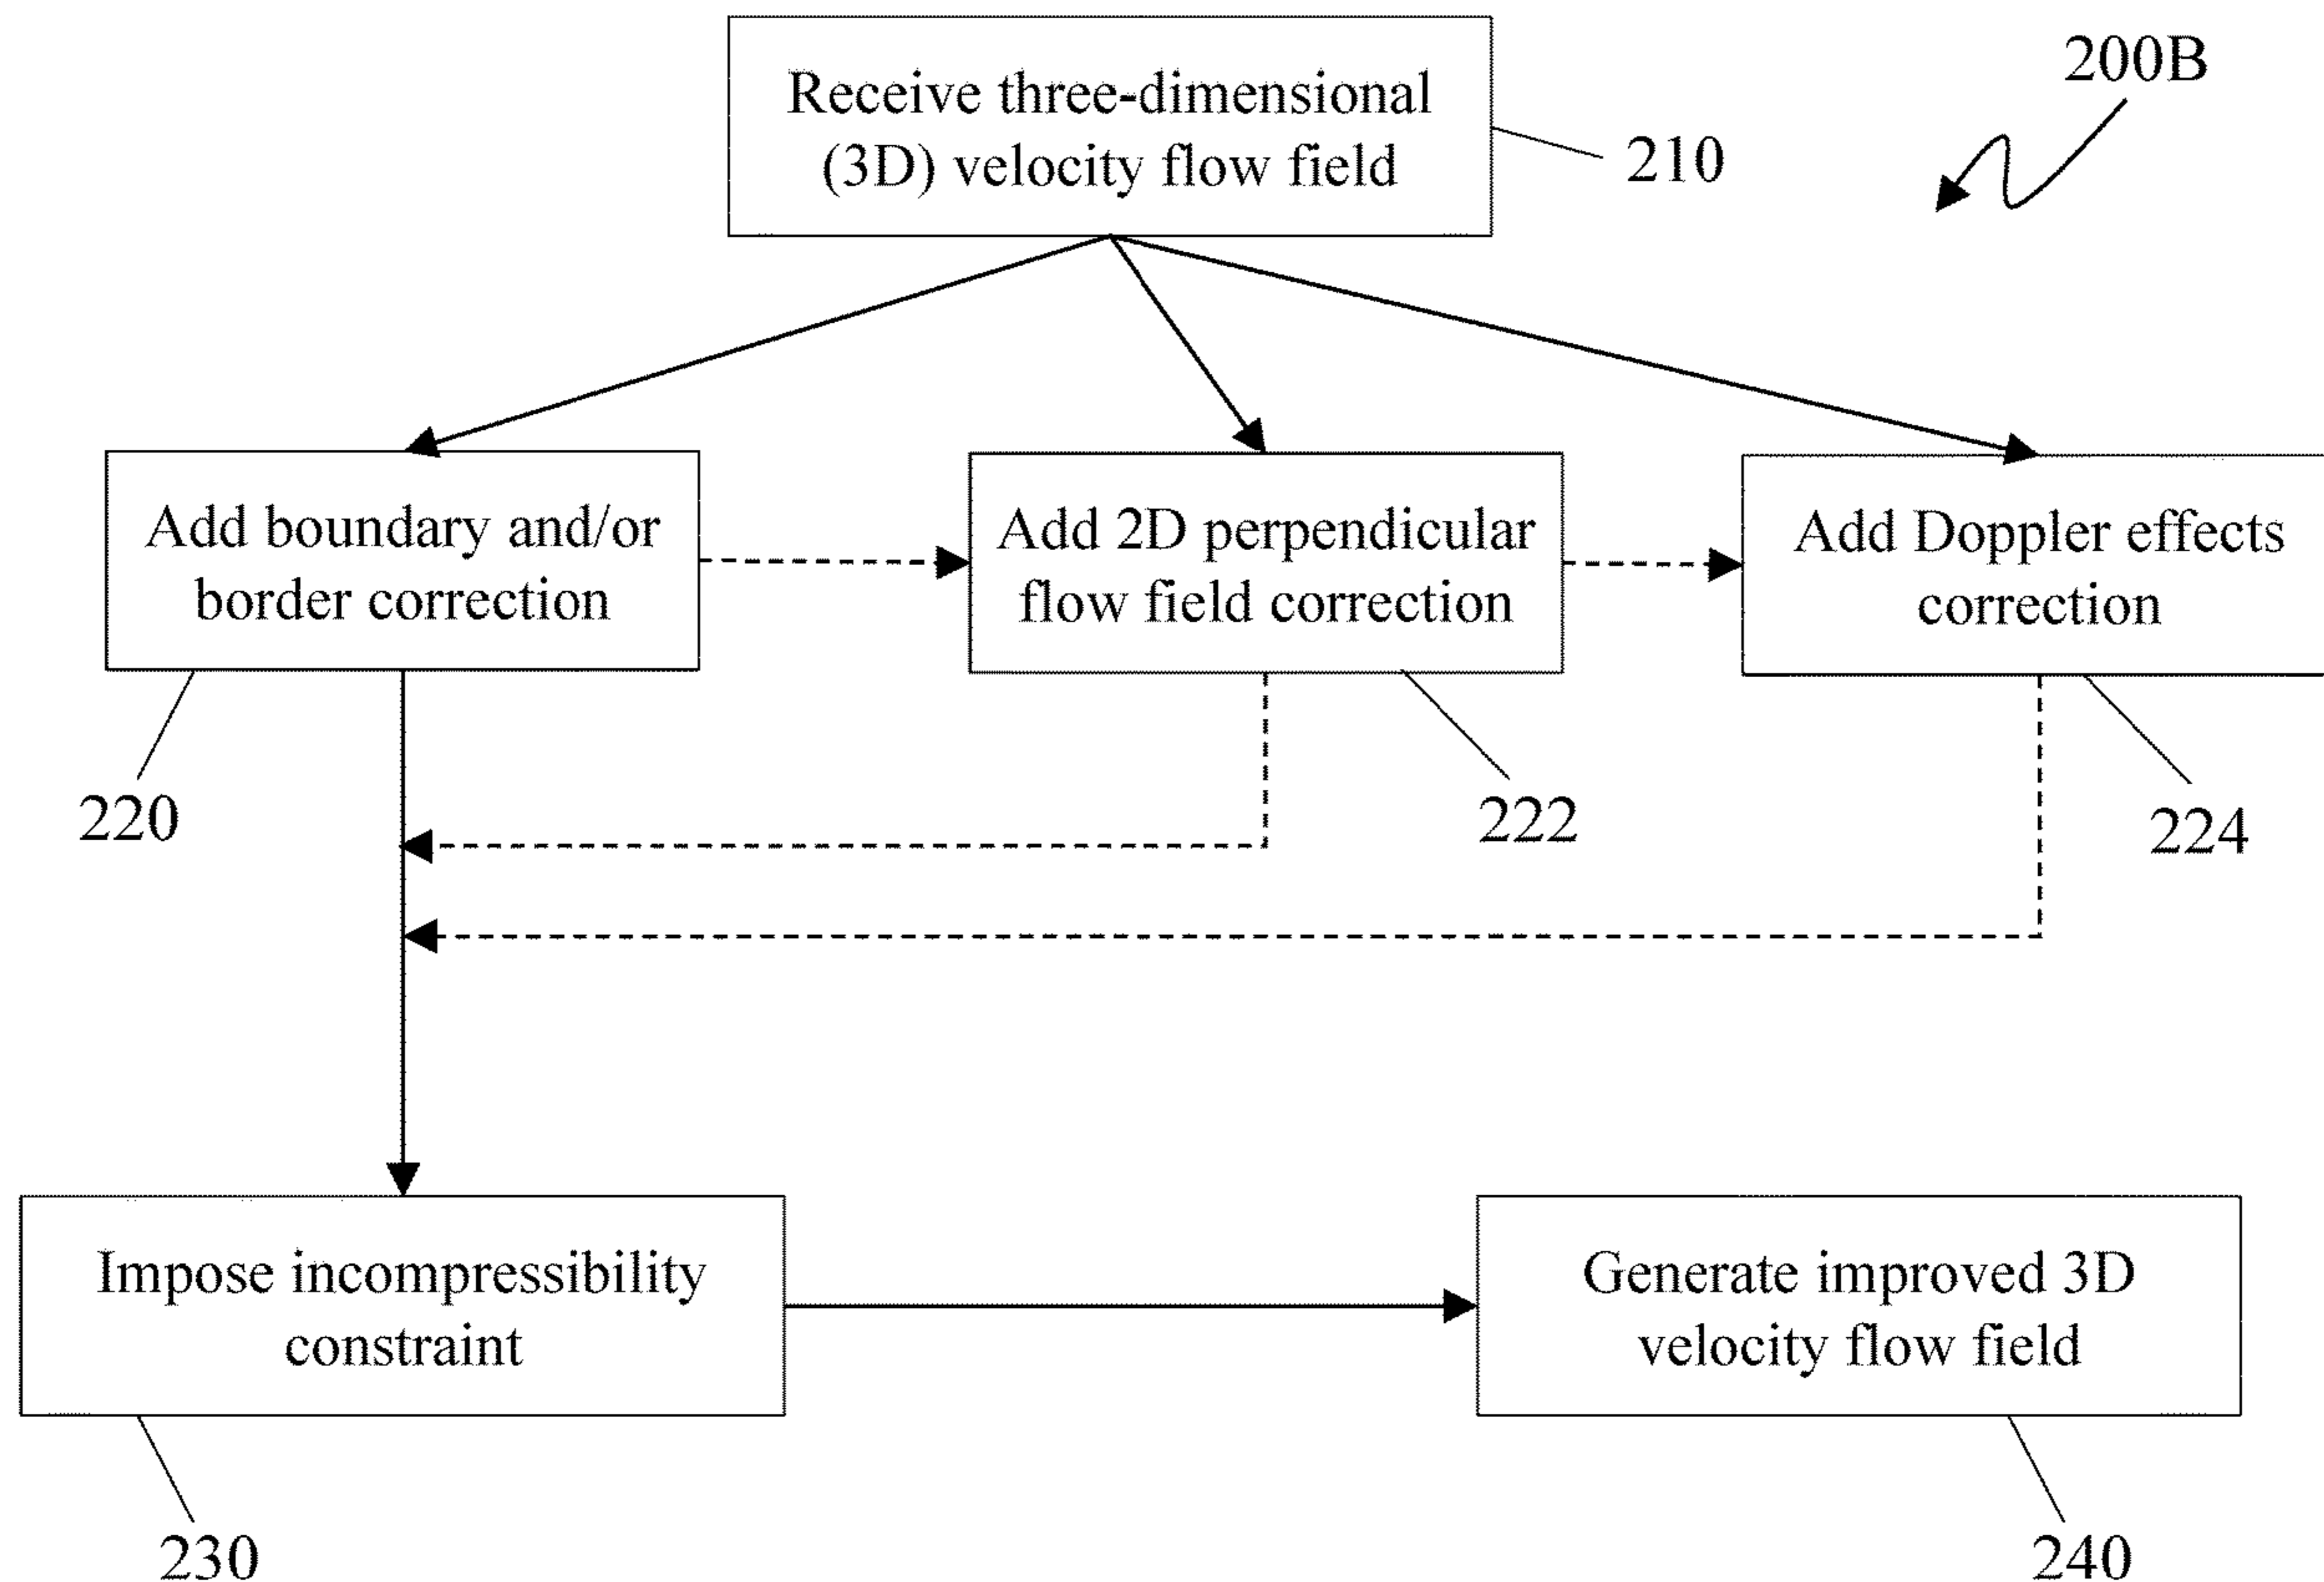 200B
Receive three-dimensional
(3D) velocity flow field
210
Add boundary and/or
border correction
Add 2D perpendicular
flow field correction
Add Doppler effects
correction
220
222
224
Impose incompressibility
constraint
Generate improved 3D
velocity flow field
230
240